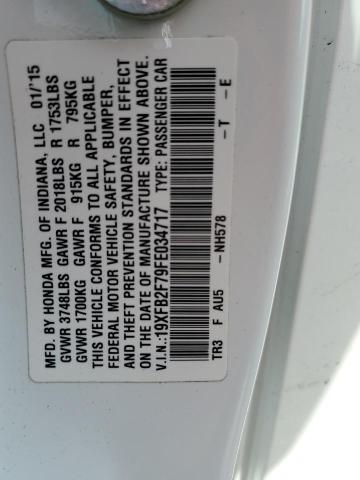 MFD. BY HONDA MFG. OF INDIANA, LLC 01/'15
GVWR 3748LBS GAWR F 2018LBS R 1753LBS
GVWR 1700KG GAWR F 915KG R 795KG
THIS VEHICLE CONFORMS TO ALL APPLICABLE
FEDERAL MOTOR VEHICLE SAFETY, BUMPER,
AND THEFT PREVENTION STANDARDS IN EFFECT
ON THE DATE OF MANUFACTURE SHOWN ABOVE.
V.I.N.:19XFB2F79FE034717 TYPE: PASSENGER CAR
TR3 F AU5 -NH578 -T -E